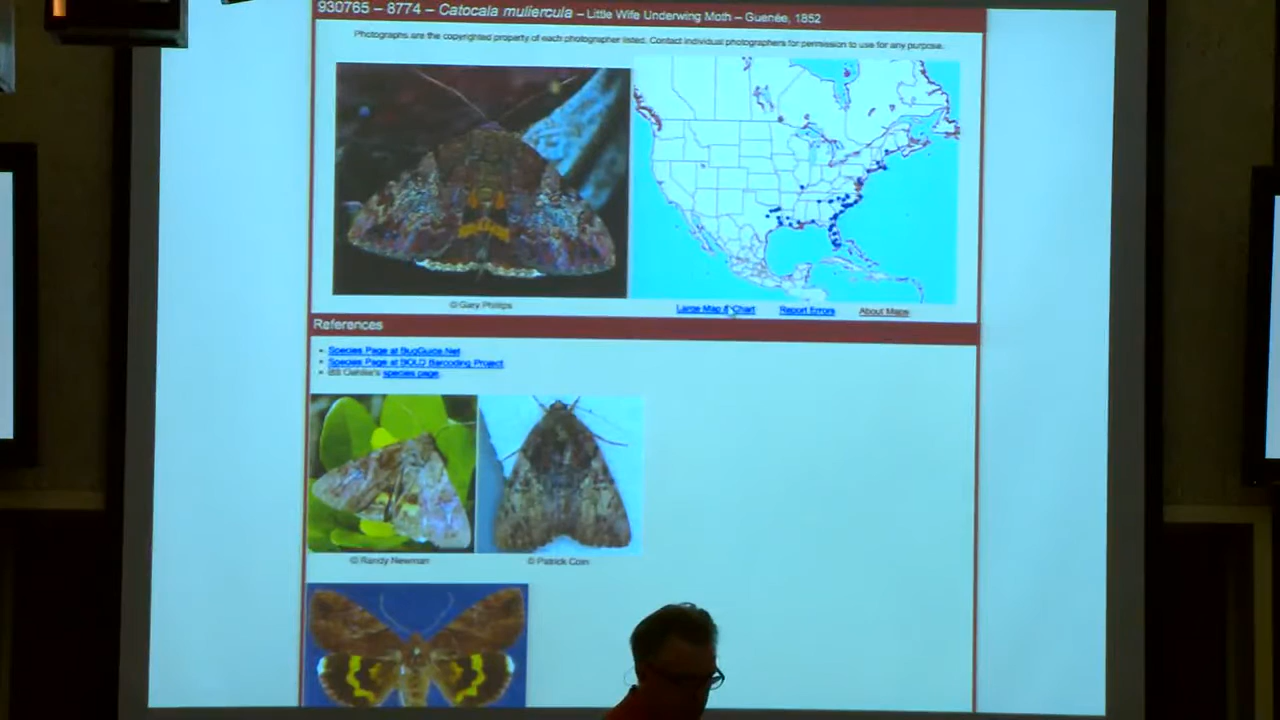 930765 – 8774 – Catocala muliercula – Little Wife Underwing Moth – Guenée, 1852
Photographs are the copyrighted property of each photographer listed. Contact individual photographers for permission to use for any purpose.
© Gary Phillips
Large Map & Chart
Report Errors
About Maps
References
Species Page at BugGuide.Net
Species Page at BOLD Barcoding Project
species page
© Randy Newman
© Patrick Coin